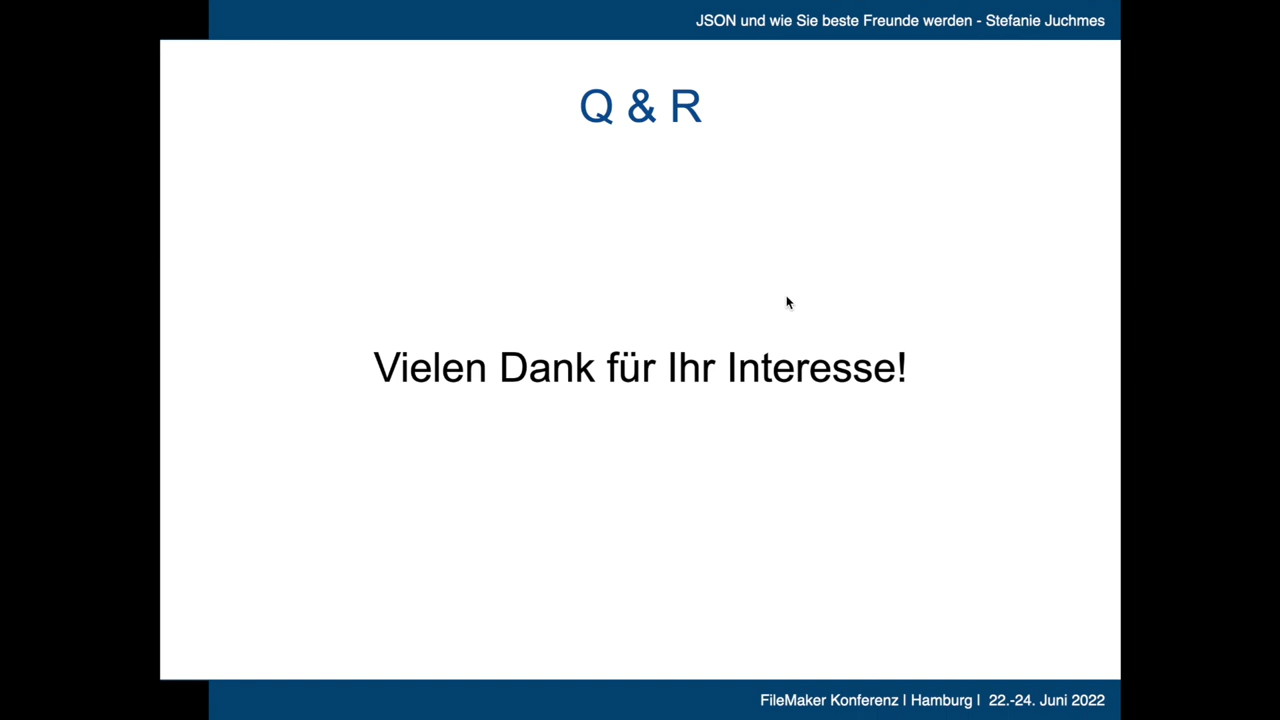 JSON und wie Sie beste Freunde werden - Stefanie Juchmes
Q & R
Vielen Dank für Ihr Interesse!
FileMaker Konferenz | Hamburg | 22.-24. Juni 2022